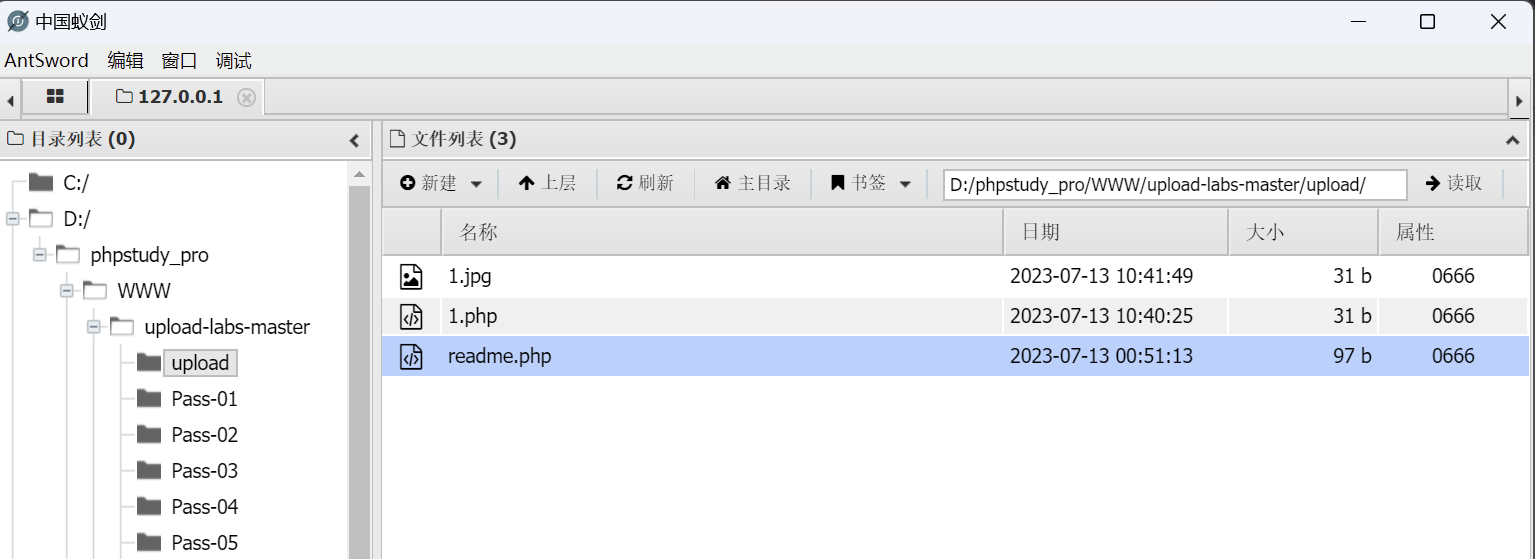 中国蚁剑
AntSword 编辑 窗口 调试
127.0.0.1
目录列表 (0)
C:/
D:/
phpstudy_pro
WWW
upload-labs-master
upload
Pass-01
Pass-02
Pass-03
Pass-04
Pass-05
文件列表 (3)
新建 上层 刷新 主目录 书签 D:/phpstudy_pro/WWW/upload-labs-master/upload/ 读取
名称 日期 大小 属性
1.jpg 2023-07-13 10:41:49 31 b 0666
1.php 2023-07-13 10:40:25 31 b 0666
readme.php 2023-07-13 00:51:13 97 b 0666